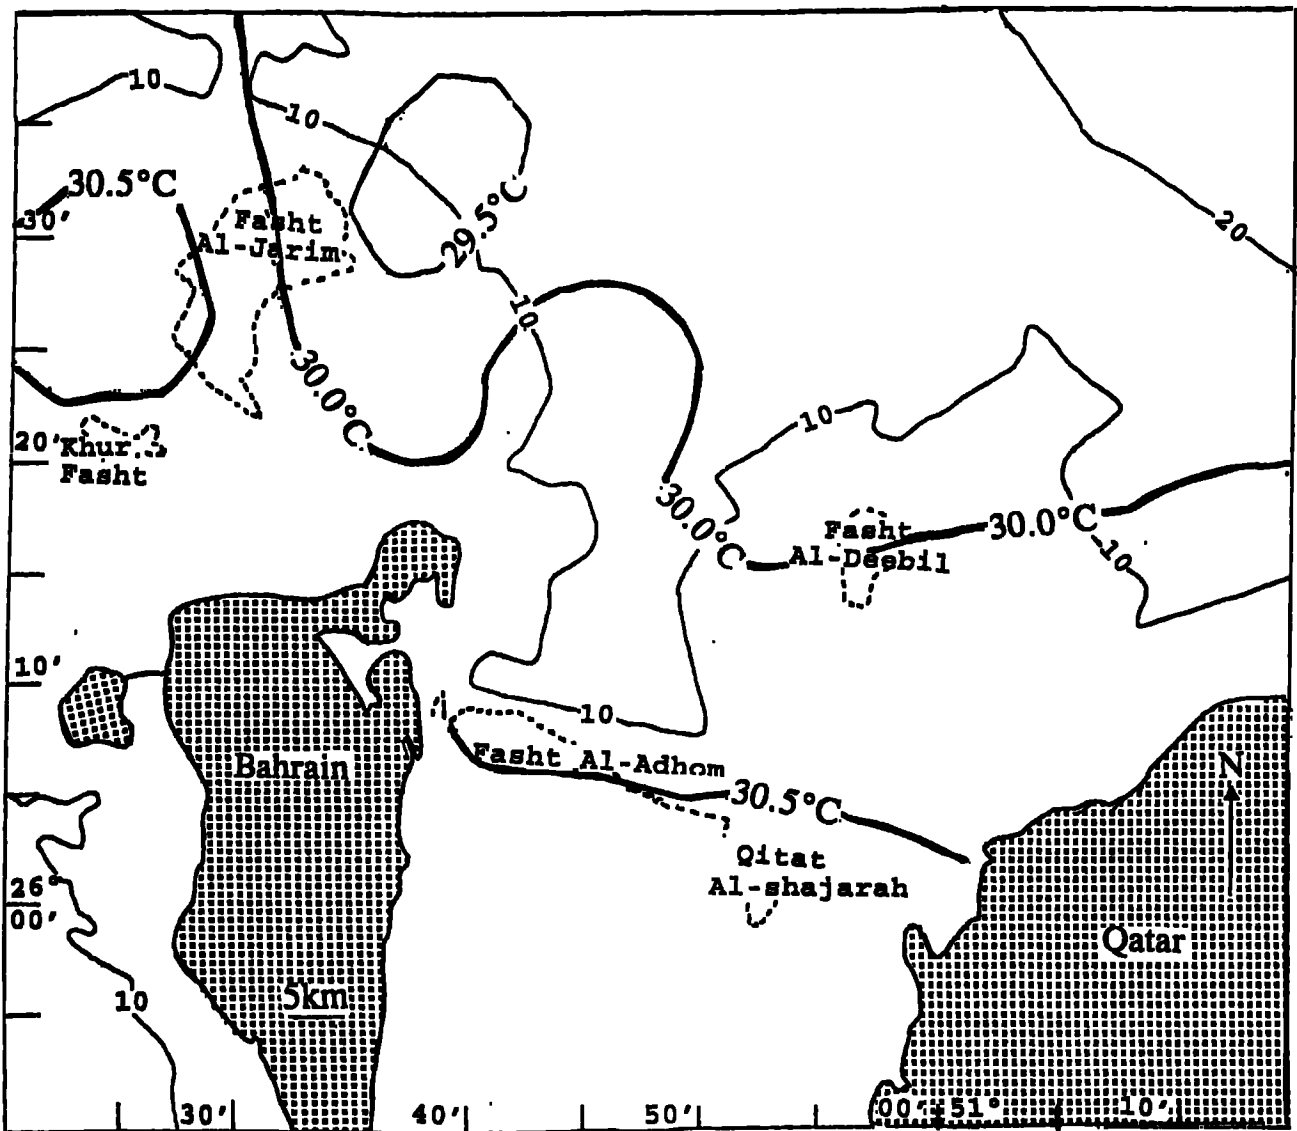 10
10
30.5°C
30'
Fasht
Al-Jarim
29.5°C
20
10
30.0°C
10
20'
Khur
Fasht
30.0°C
30.0°C
Fasht
Al-Deebil
10
10'
10
Bahrain
Fasht Al-Adhom
30.5°C
N
Qitat
Al-shajarah
26°
00'
Qatar
5km
10
30'
40'
50'
00' 51°
10'